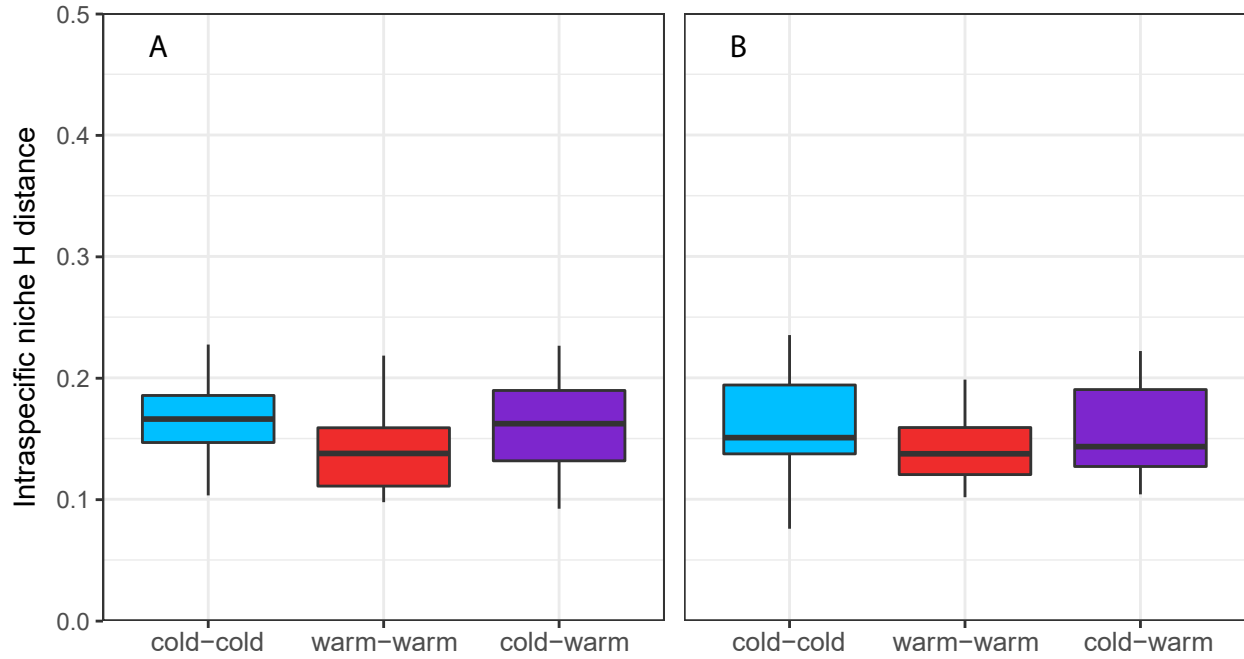 A
B
Intraspecific niche H distance
0.5
0.4
0.3
0.2
0.1
0.0
cold−cold
warm−warm
cold−warm
cold−cold
warm−warm
cold−warm